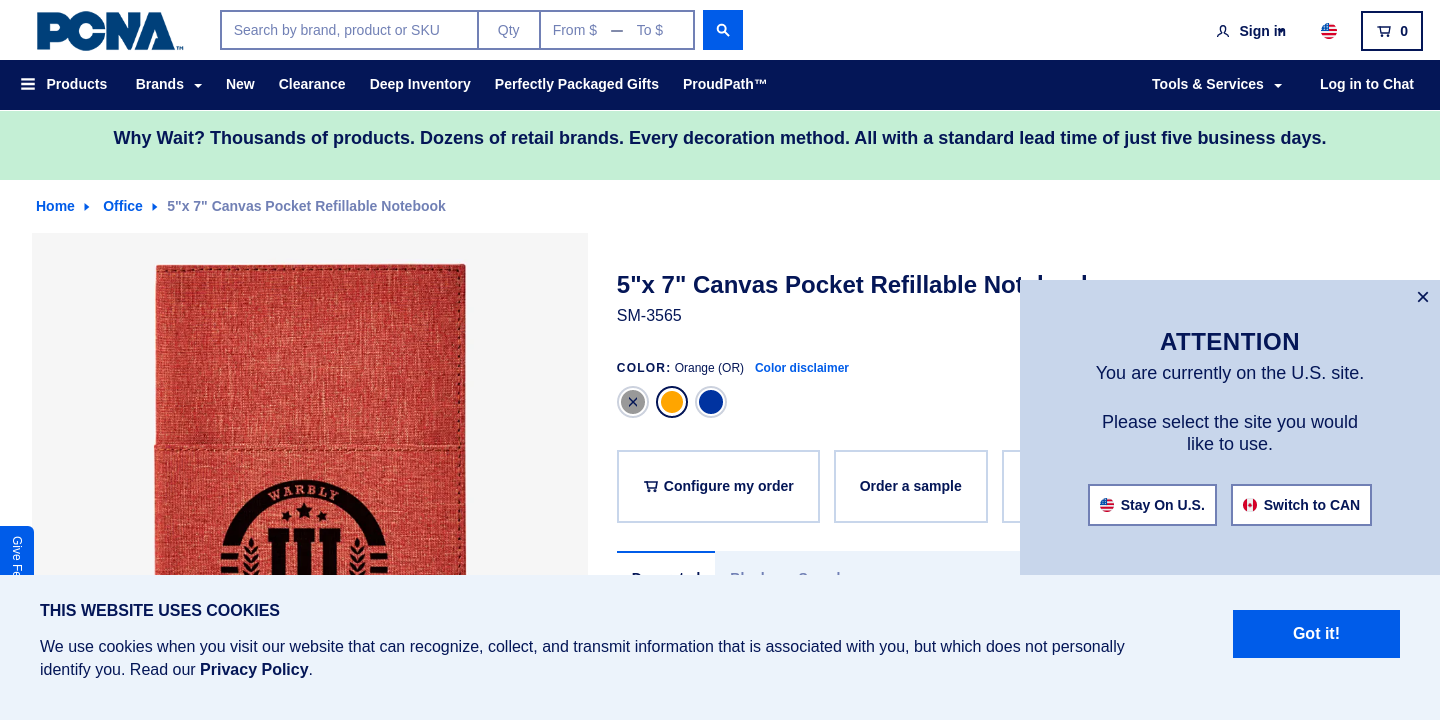 PCNA™
Search by brand, product or SKU
Qty
From $ — To $
Sign in
0
Products
Brands
New
Clearance
Deep Inventory
Perfectly Packaged Gifts
ProudPath™
Tools & Services
Log in to Chat
Why Wait? Thousands of products. Dozens of retail brands. Every decoration method. All with a standard lead time of just five business days.
Home
Office
5"x 7" Canvas Pocket Refillable Notebook
5"x 7" Canvas Pocket Refillable
SM-3565
COLOR: Orange (OR) Color disclaimer
Configure my order
Order a sample
WARBLY
Give
ATTENTION
You are currently on the U.S. site.
Please select the site you would
like to use.
Stay On U.S.
Switch to CAN
THIS WEBSITE USES COOKIES
We use cookies when you visit our website that can recognize, collect, and transmit information that is associated with you, but which does not personally
identify you. Read our Privacy Policy.
Got it!